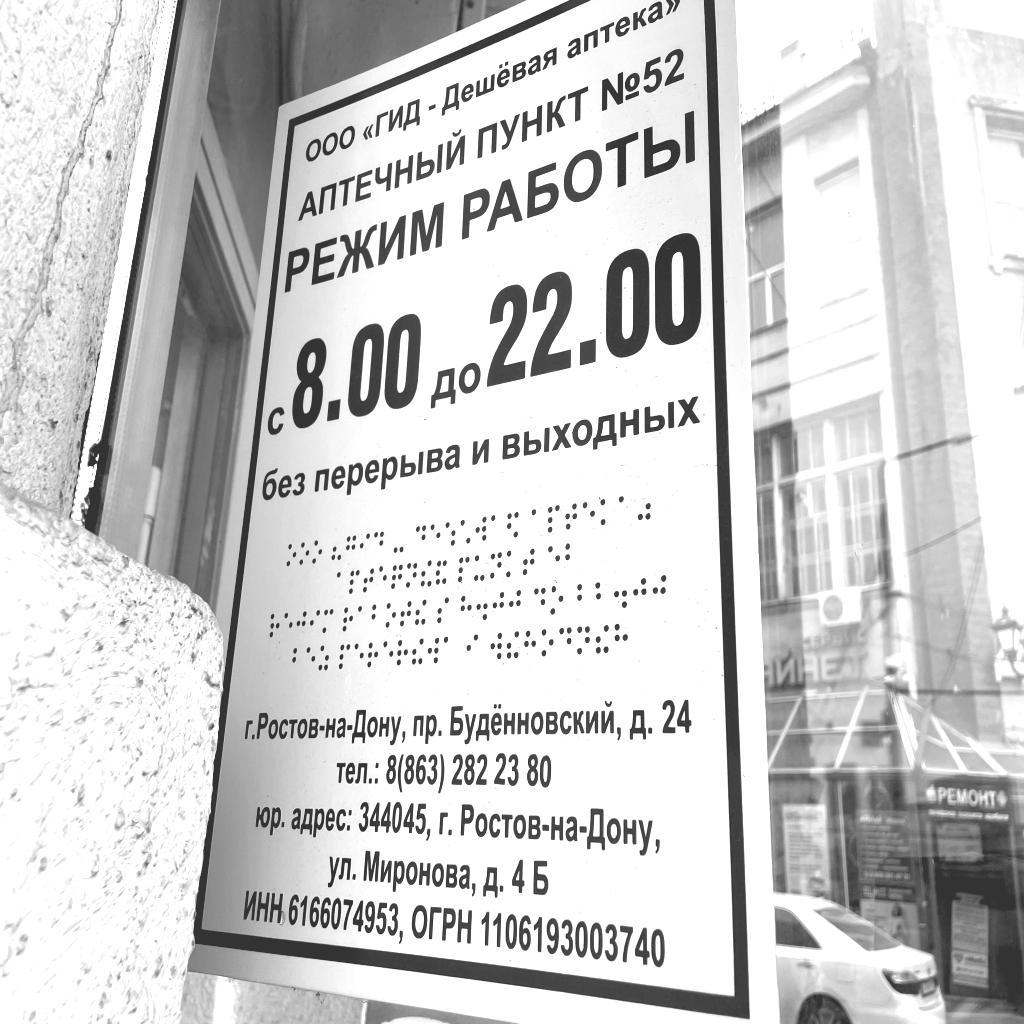 ООО «ГИД - Дешёвая аптека»
АПТЕЧНЫЙ ПУНКТ №52
РЕЖИМ РАБОТЫ
с 8.00 до 22.00
без перерыва и выходных
г.Ростов-на-Дону, пр. Будённовский, д. 24
тел.: 8(863) 282 23 80
юр. адрес: 344045, г. Ростов-на-Дону,
ул. Миронова, д. 4 Б
ИНН 6166074953, ОГРН 1106193003740
РЕМОНТ